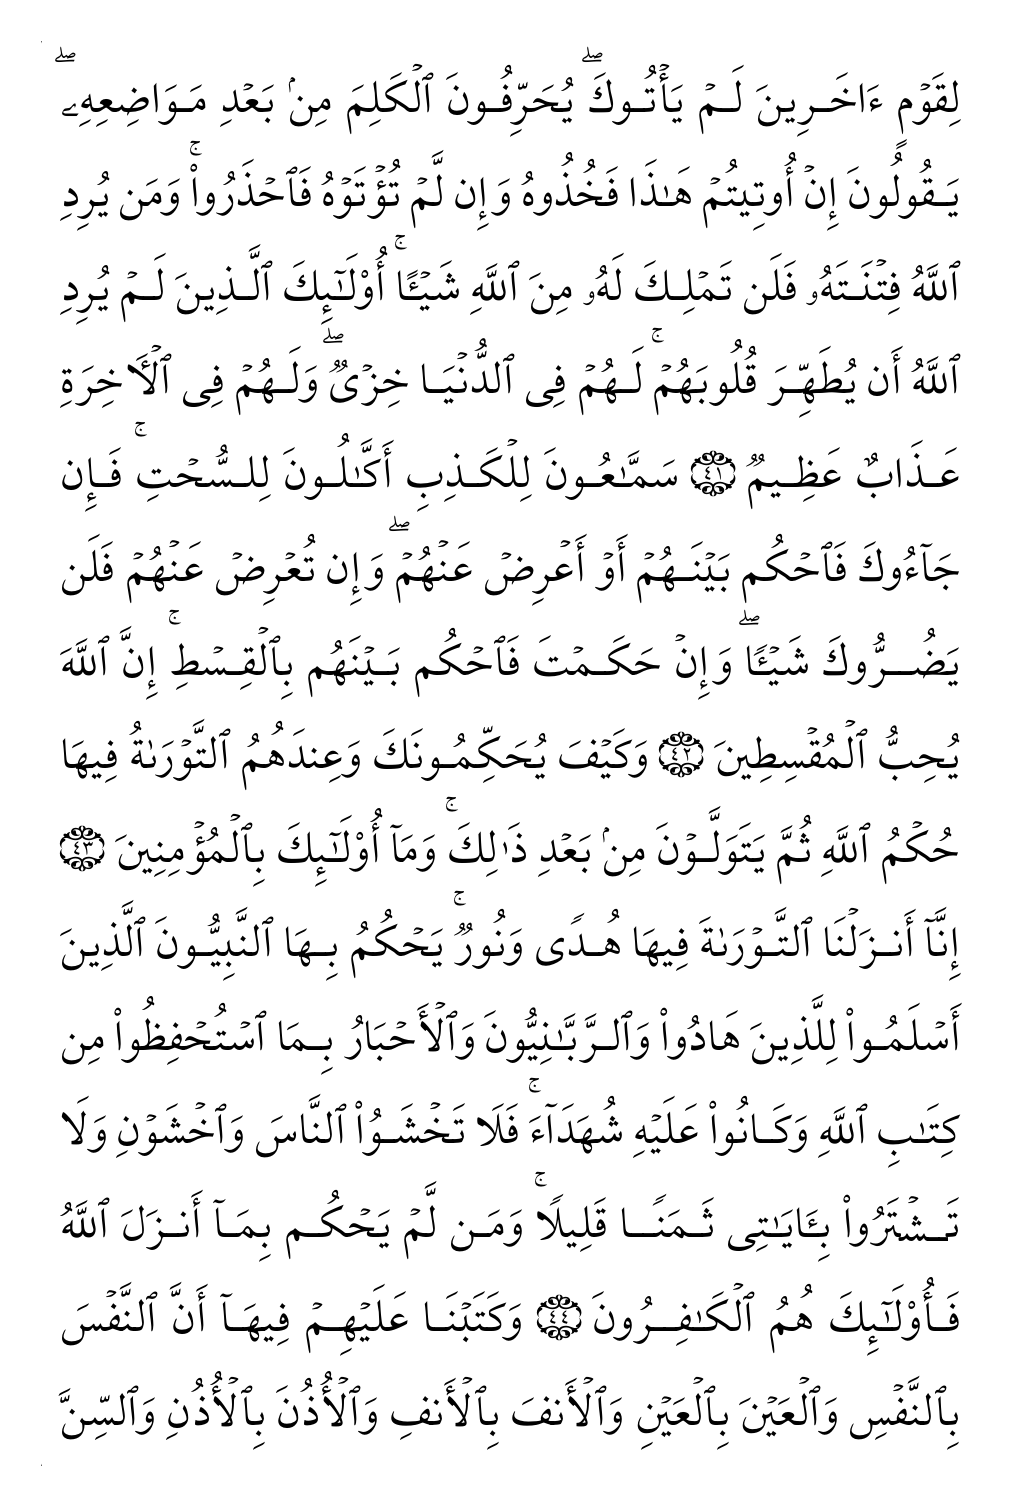 لِقَوۡمٍ ءَاخَرِينَ لَمۡ يَأۡتُوكَۖ يُحَرِّفُونَ ٱلۡكَلِمَ مِنۢ بَعۡدِ مَوَاضِعِهِۦۖ
يَقُولُونَ إِنۡ أُوتِيتُمۡ هَٰذَا فَخُذُوهُ وَإِن لَّمۡ تُؤۡتَوۡهُ فَٱحۡذَرُواْۚ وَمَن يُرِدِ
ٱللَّهُ فِتۡنَتَهُۥ فَلَن تَمۡلِكَ لَهُۥ مِنَ ٱللَّهِ شَيۡـًٔاۚ أُوْلَٰٓئِكَ ٱلَّذِينَ لَمۡ يُرِدِ
ٱللَّهُ أَن يُطَهِّرَ قُلُوبَهُمۡۚ لَهُمۡ فِي ٱلدُّنۡيَا خِزۡيٞۖ وَلَهُمۡ فِي ٱلۡأٓخِرَةِ
عَذَابٌ عَظِيمٞ ٤١ سَمَّٰعُونَ لِلۡكَذِبِ أَكَّٰلُونَ لِلسُّحۡتِۚ فَإِن
جَآءُوكَ فَٱحۡكُم بَيۡنَهُمۡ أَوۡ أَعۡرِضۡ عَنۡهُمۡۖ وَإِن تُعۡرِضۡ عَنۡهُمۡ فَلَن
يَضُرُّوكَ شَيۡـٔٗاۖ وَإِنۡ حَكَمۡتَ فَٱحۡكُم بَيۡنَهُم بِٱلۡقِسۡطِۚ إِنَّ ٱللَّهَ
يُحِبُّ ٱلۡمُقۡسِطِينَ ٤٢ وَكَيۡفَ يُحَكِّمُونَكَ وَعِندَهُمُ ٱلتَّوۡرَىٰةُ فِيهَا
حُكۡمُ ٱللَّهِ ثُمَّ يَتَوَلَّوۡنَ مِنۢ بَعۡدِ ذَٰلِكَۚ وَمَآ أُوْلَٰٓئِكَ بِٱلۡمُؤۡمِنِينَ ٤٣
إِنَّآ أَنزَلۡنَا ٱلتَّوۡرَىٰةَ فِيهَا هُدٗى وَنُورٞۚ يَحۡكُمُ بِهَا ٱلنَّبِيُّونَ ٱلَّذِينَ
أَسۡلَمُواْ لِلَّذِينَ هَادُواْ وَٱلرَّبَّٰنِيُّونَ وَٱلۡأَحۡبَارُ بِمَا ٱسۡتُحۡفِظُواْ مِن
كِتَٰبِ ٱللَّهِ وَكَانُواْ عَلَيۡهِ شُهَدَآءَۚ فَلَا تَخۡشَوُاْ ٱلنَّاسَ وَٱخۡشَوۡنِ وَلَا
تَشۡتَرُواْ بِـَٔايَٰتِي ثَمَنٗا قَلِيلٗاۚ وَمَن لَّمۡ يَحۡكُم بِمَآ أَنزَلَ ٱللَّهُ
فَأُوْلَٰٓئِكَ هُمُ ٱلۡكَٰفِرُونَ ٤٤ وَكَتَبۡنَا عَلَيۡهِمۡ فِيهَآ أَنَّ ٱلنَّفۡسَ
بِٱلنَّفۡسِ وَٱلۡعَيۡنَ بِٱلۡعَيۡنِ وَٱلۡأَنفَ بِٱلۡأَنفِ وَٱلۡأُذُنَ بِٱلۡأُذُنِ وَٱلسِّنَّ